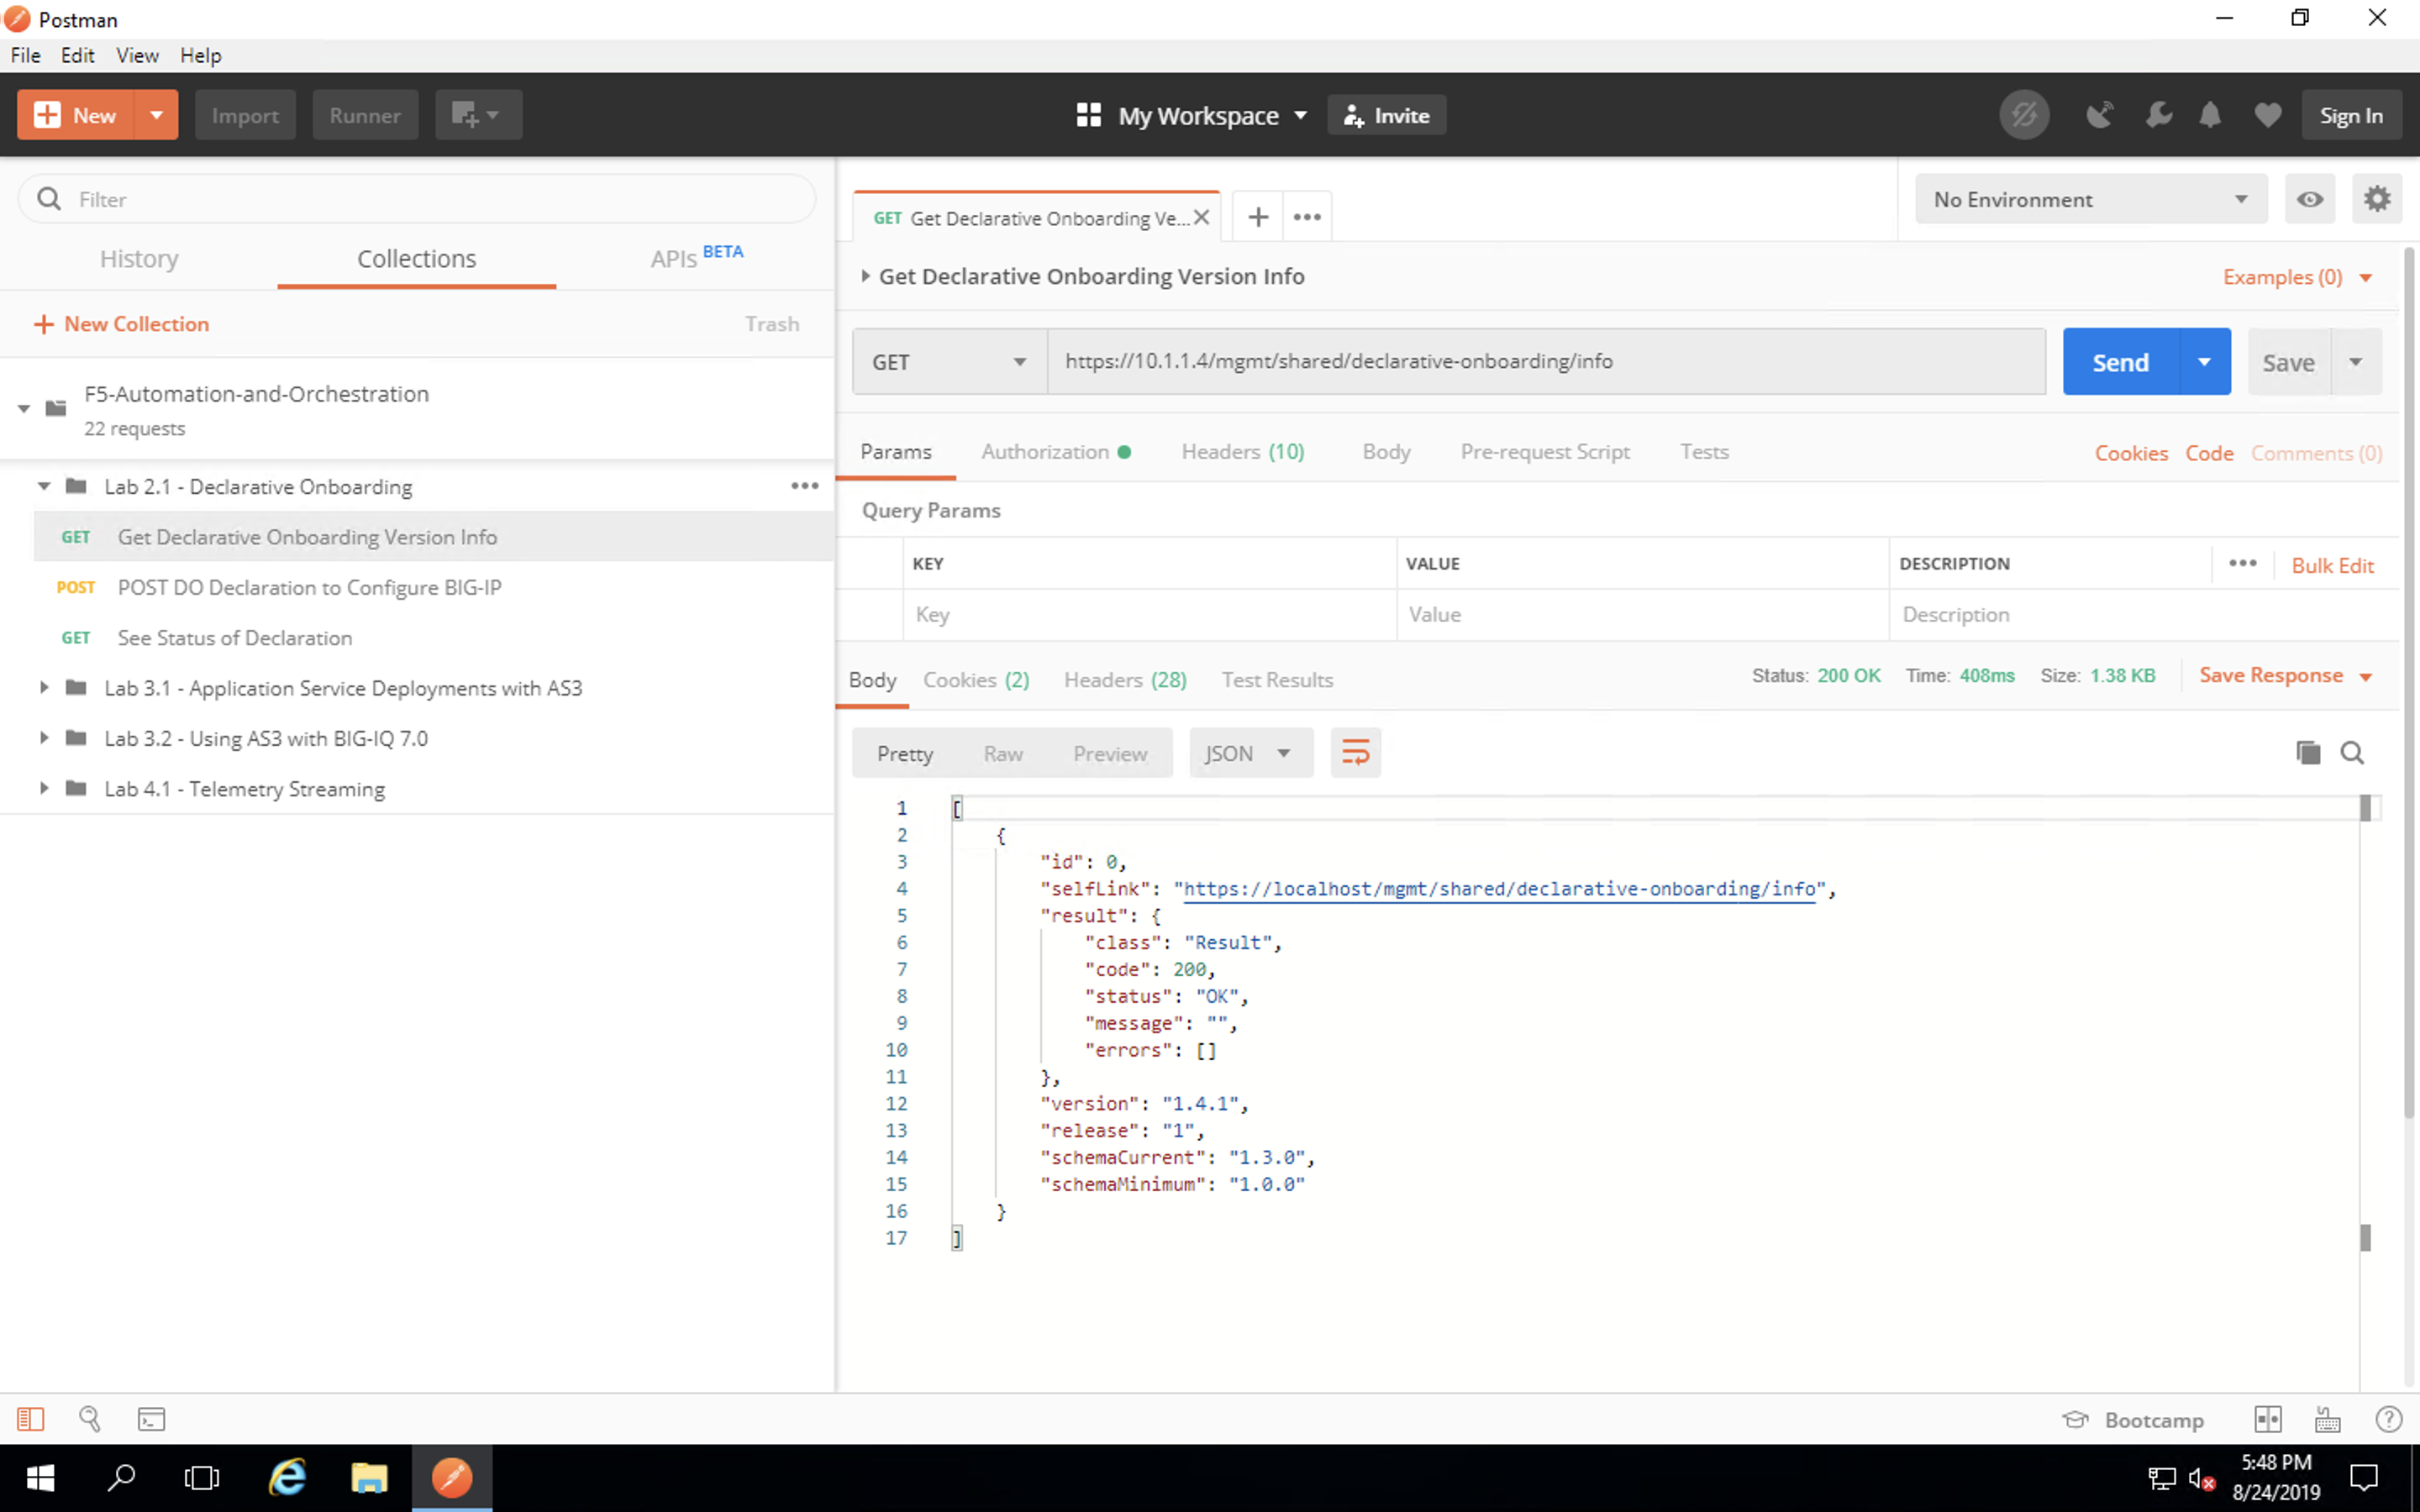 Postman
File Edit View Help
New Import Runner My Workspace Invite Sign In
Filter
History Collections APIs BETA
New Collection Trash
F5-Automation-and-Orchestration
22 requests
Lab 2.1 - Declarative Onboarding
GET Get Declarative Onboarding Version Info
POST POST DO Declaration to Configure BIG-IP
GET See Status of Declaration
Lab 3.1 - Application Service Deployments with AS3
Lab 3.2 - Using AS3 with BIG-IQ 7.0
Lab 4.1 - Telemetry Streaming
GET Get Declarative Onboarding Ve...
No Environment
Get Declarative Onboarding Version Info Examples (0)
GET https://10.1.1.4/mgmt/shared/declarative-onboarding/info Send Save
Params Authorization Headers (10) Body Pre-request Script Tests Cookies Code Comments (0)
Query Params
KEY VALUE DESCRIPTION Bulk Edit
Key Value Description
Body Cookies (2) Headers (28) Test Results Status: 200 OK Time: 408ms Size: 1.38 KB Save Response
Pretty Raw Preview JSON
1 [
2 {
3 "id": 0,
4 "selfLink": "https://localhost/mgmt/shared/declarative-onboarding/info",
5 "result": {
6 "class": "Result",
7 "code": 200,
8 "status": "OK",
9 "message": "",
10 "errors": []
11 },
12 "version": "1.4.1",
13 "release": "1",
14 "schemaCurrent": "1.3.0",
15 "schemaMinimum": "1.0.0"
16 }
17 ]
Bootcamp
5:48 PM
8/24/2019